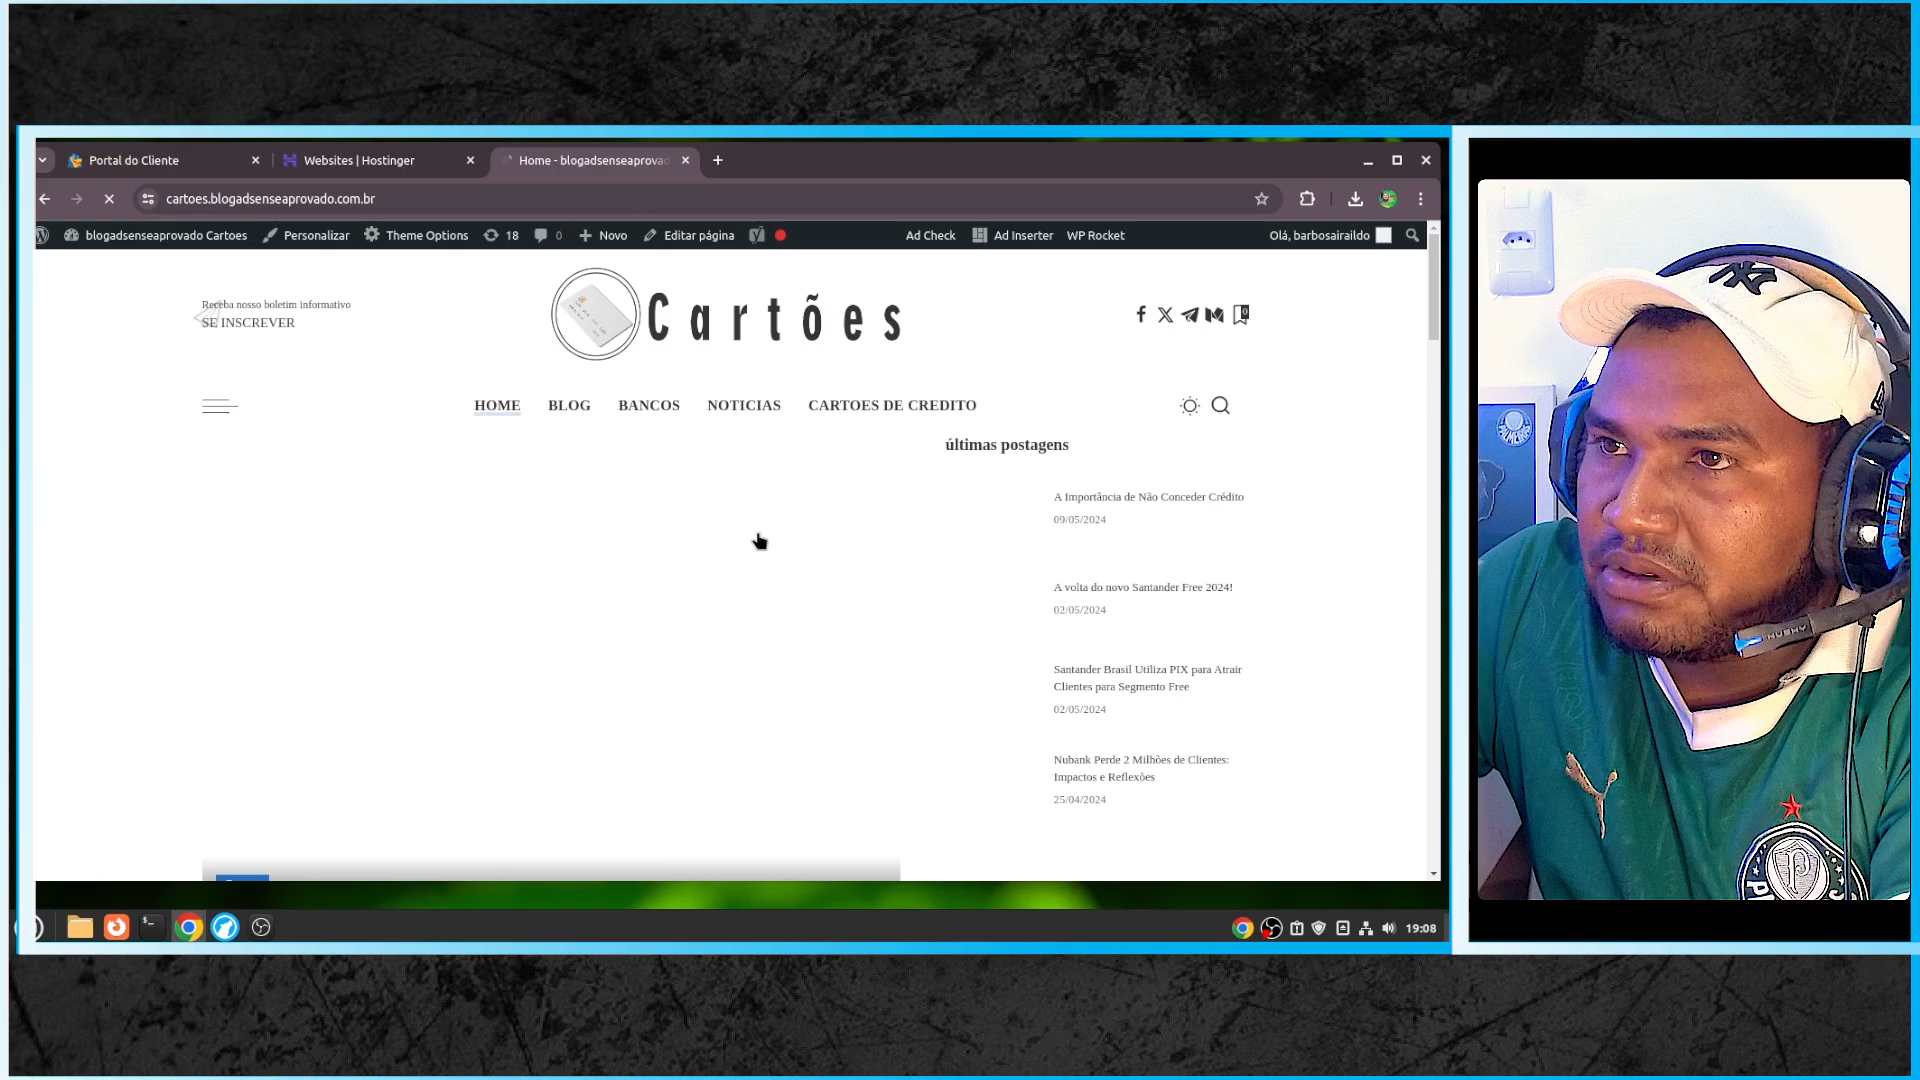 Portal do Cliente
Websites | Hostinger
Home - blogadsenseaprovad
cartoes.blogadsenseaprovado.com.br
blogadsenseaprovado Cartoes Personalizar Theme Options 18 0 Novo Editar página Ad Check Ad Inserter WP Rocket Olá, barbosairaildo
Receba nosso boletim informativo
SE INSCREVER
Cartões
0
HOME BLOG BANCOS NOTICIAS CARTOES DE CREDITO
últimas postagens
A Importância de Não Conceder Crédito
09/05/2024
A volta do novo Santander Free 2024!
02/05/2024
Santander Brasil Utiliza PIX para Atrair
Clientes para Segmento Free
02/05/2024
Nubank Perde 2 Milhões de Clientes:
Impactos e Reflexões
25/04/2024
19:08
PALMEIRAS
NY
P